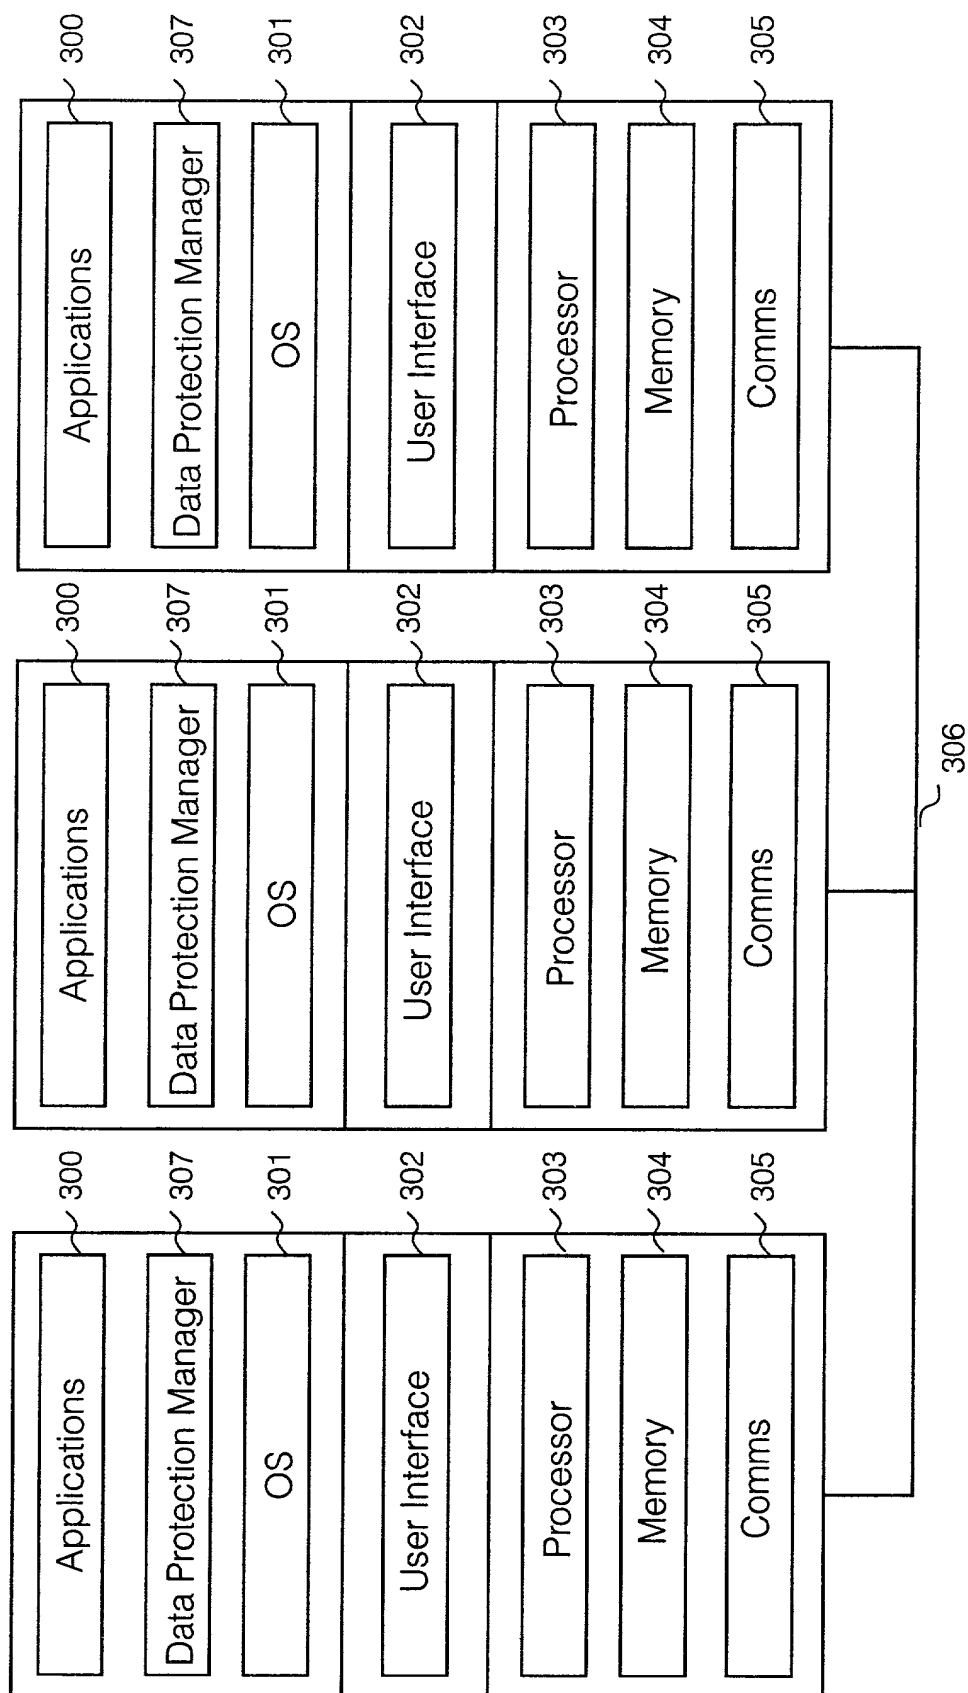 Applications 300
Data Protection Manager 307
OS 301
User Interface 302
Processor 303
Memory 304
Comms 305
Applications 300
Data Protection Manager 307
OS 301
User Interface 302
Processor 303
Memory 304
Comms 305
Applications 300
Data Protection Manager 307
OS 301
User Interface 302
Processor 303
Memory 304
Comms 305
306